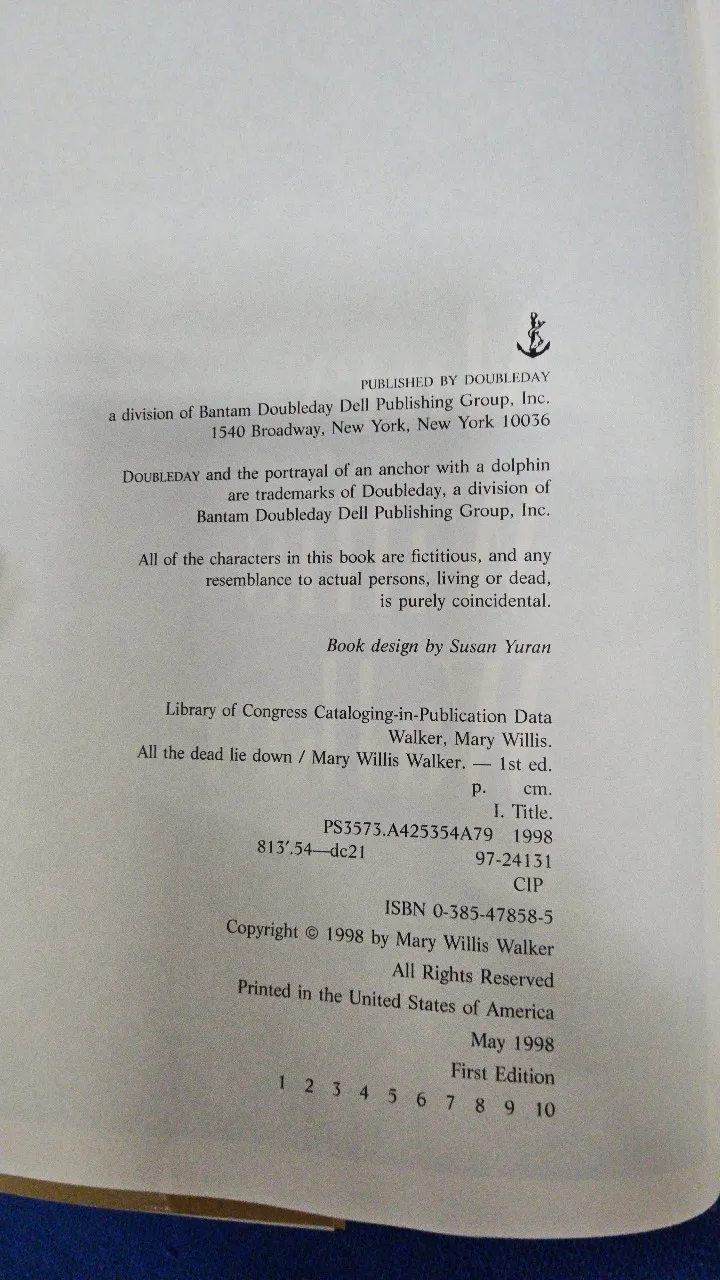 PUBLISHED BY DOUBLEDAY
a division of Bantam Doubleday Dell Publishing Group, Inc.
1540 Broadway, New York, New York 10036
DOUBLEDAY and the portrayal of an anchor with a dolphin
are trademarks of Doubleday, a division of
Bantam Doubleday Dell Publishing Group, Inc.
All of the characters in this book are fictitious, and any
resemblance to actual persons, living or dead,
is purely coincidental.
Book design by Susan Yuran
Library of Congress Cataloging-in-Publication Data
Walker, Mary Willis.
All the dead lie down / Mary Willis Walker. — 1st ed.
p. cm.
I. Title.
PS3573.A425354A79 1998
813′.54—dc21 97-24131
CIP
ISBN 0-385-47858-5
Copyright © 1998 by Mary Willis Walker
All Rights Reserved
Printed in the United States of America
May 1998
First Edition
1 2 3 4 5 6 7 8 9 10